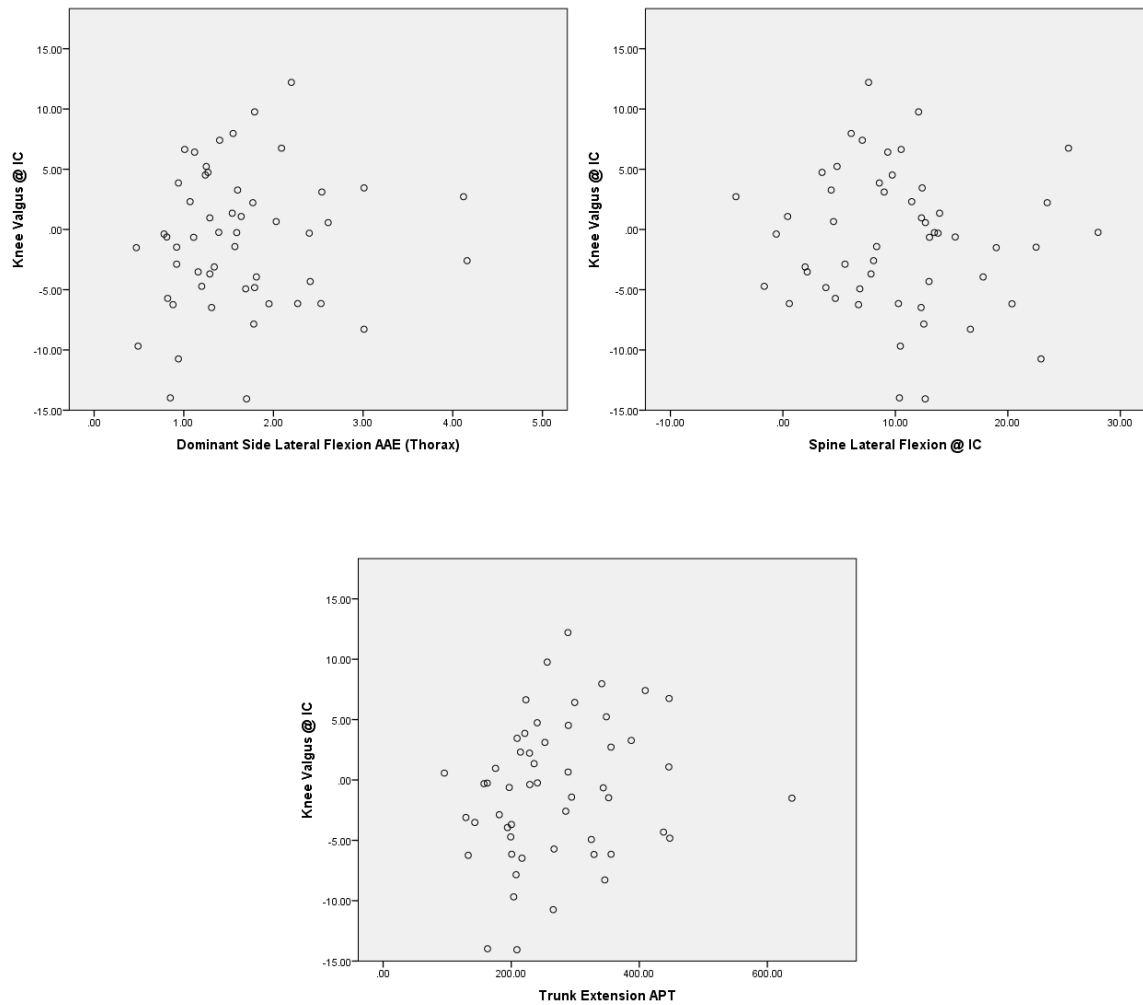 15.00
10.00
5.00
.00
-5.00
-10.00
-15.00
Knee Valgus @ IC
.00 1.00 2.00 3.00 4.00 5.00
Dominant Side Lateral Flexion AAE (Thorax)
15.00
10.00
5.00
.00
-5.00
-10.00
-15.00
Knee Valgus @ IC
-10.00 .00 10.00 20.00 30.00
Spine Lateral Flexion @ IC
15.00
10.00
5.00
.00
-5.00
-10.00
-15.00
Knee Valgus @ IC
.00 200.00 400.00 600.00
Trunk Extension APT